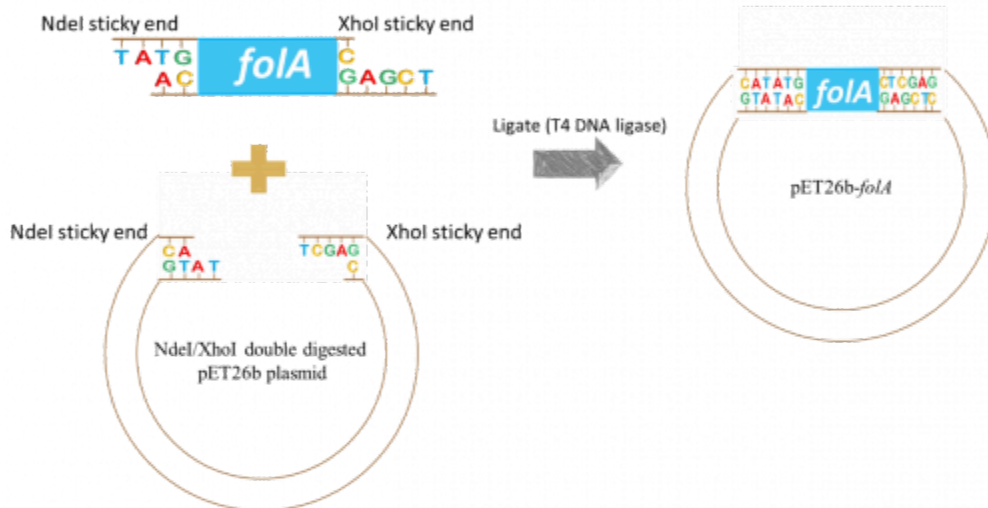 NdeI sticky end
XhoI sticky end
TATG
AC
folA
C
GAGCT
NdeI sticky end
XhoI sticky end
CA
GTAT
TCGAG
C
NdeI/XhoI double digested
pET26b plasmid
Ligate (T4 DNA ligase)
CATATG
GTATAC
folA
CTCGAG
GAGCTC
pET26b-folA